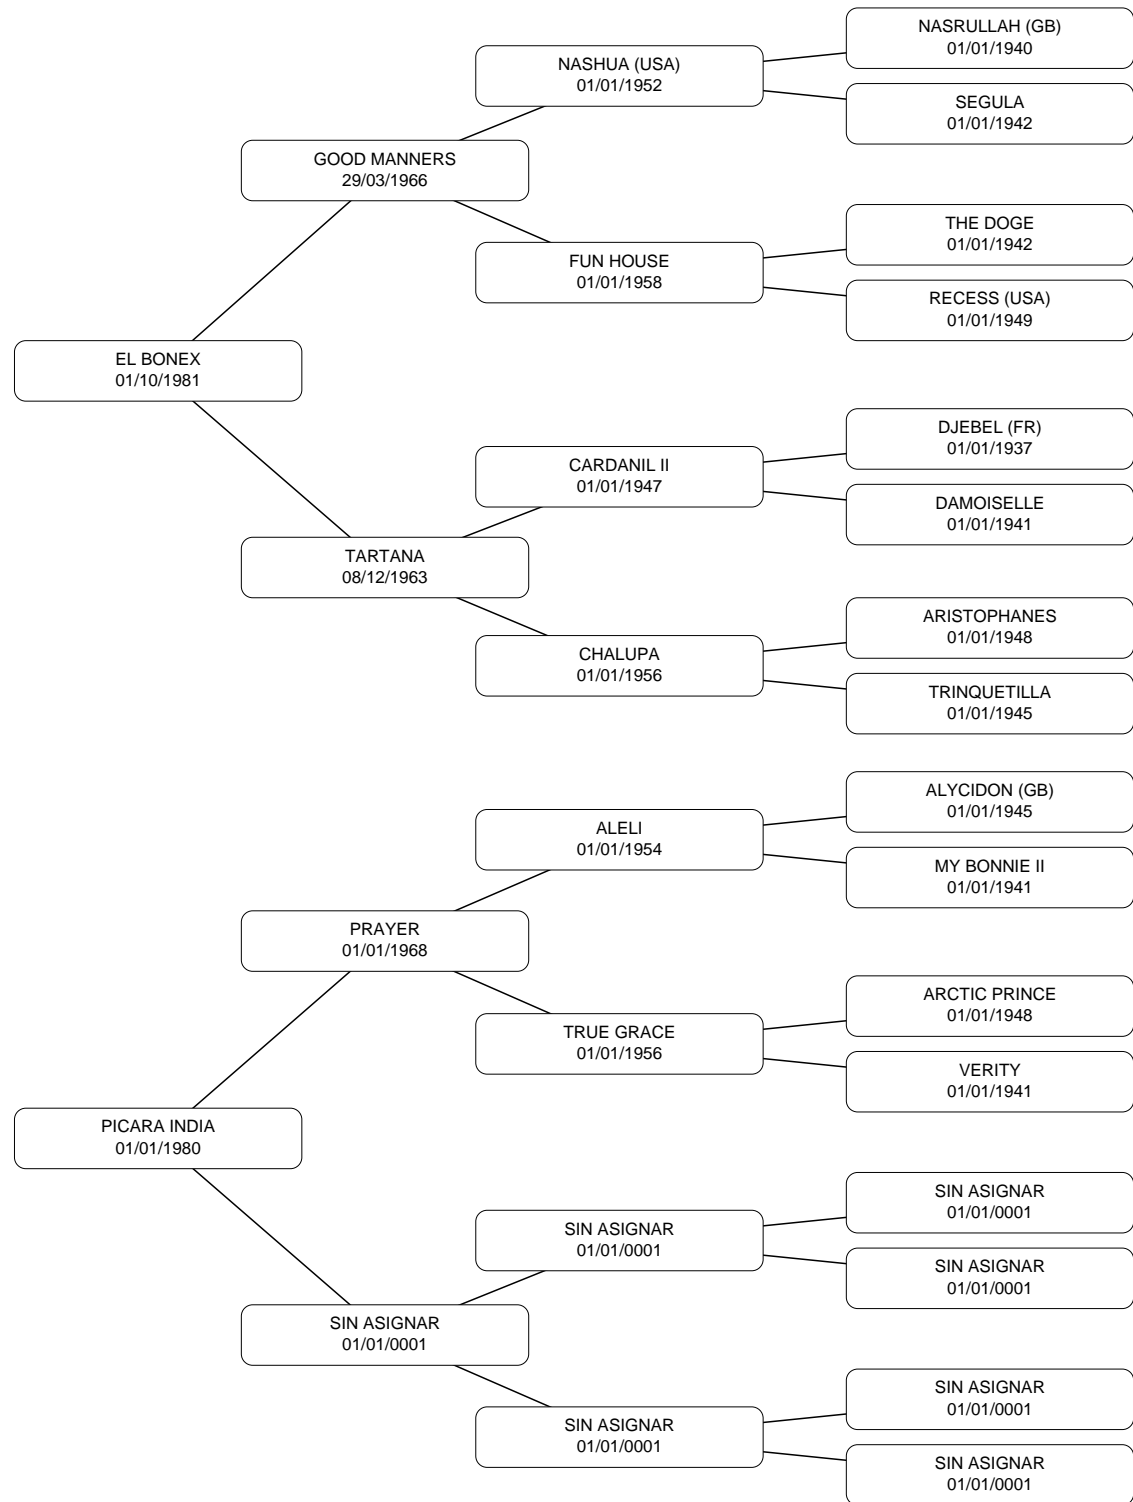 NASRULLAH (GB)
01/01/1940
NASHUA (USA)
01/01/1952
SEGULA
01/01/1942
GOOD MANNERS
29/03/1966
THE DOGE
01/01/1942
FUN HOUSE
01/01/1958
RECESS (USA)
01/01/1949
EL BONEX
01/10/1981
DJEBEL (FR)
01/01/1937
CARDANIL II
01/01/1947
DAMOISELLE
01/01/1941
TARTANA
08/12/1963
ARISTOPHANES
01/01/1948
CHALUPA
01/01/1956
TRINQUETILLA
01/01/1945
ALYCIDON (GB)
01/01/1945
ALELI
01/01/1954
MY BONNIE II
01/01/1941
PRAYER
01/01/1968
ARCTIC PRINCE
01/01/1948
TRUE GRACE
01/01/1956
VERITY
01/01/1941
PICARA INDIA
01/01/1980
SIN ASIGNAR
01/01/0001
SIN ASIGNAR
01/01/0001
SIN ASIGNAR
01/01/0001
SIN ASIGNAR
01/01/0001
SIN ASIGNAR
01/01/0001
SIN ASIGNAR
01/01/0001
SIN ASIGNAR
01/01/0001